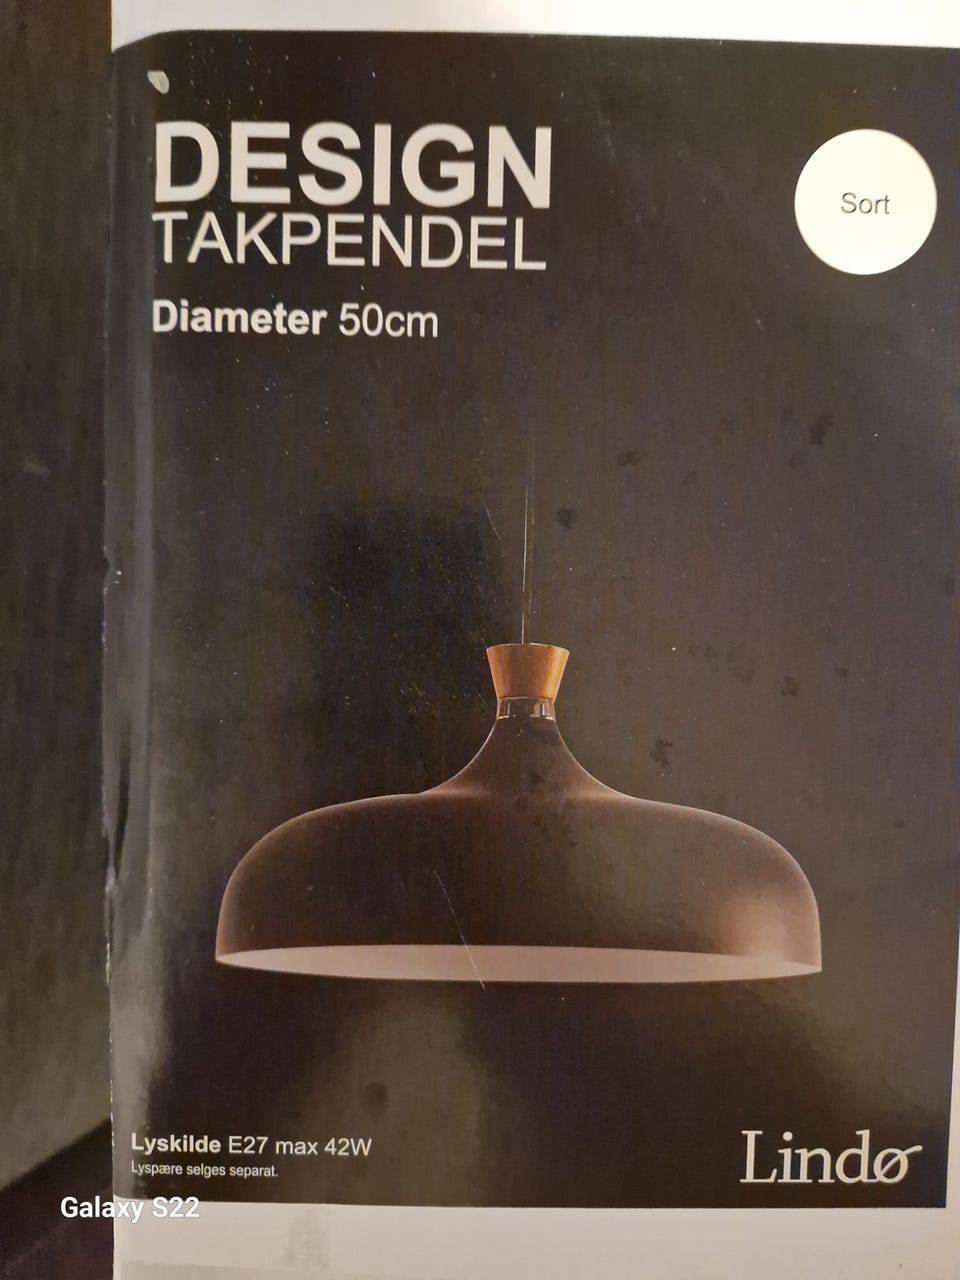 DESIGN
TAKPENDEL
Diameter 50cm
Sort
Lyskilde E27 max 42W
Lyspære selges separat.
Lindø
Galaxy S22